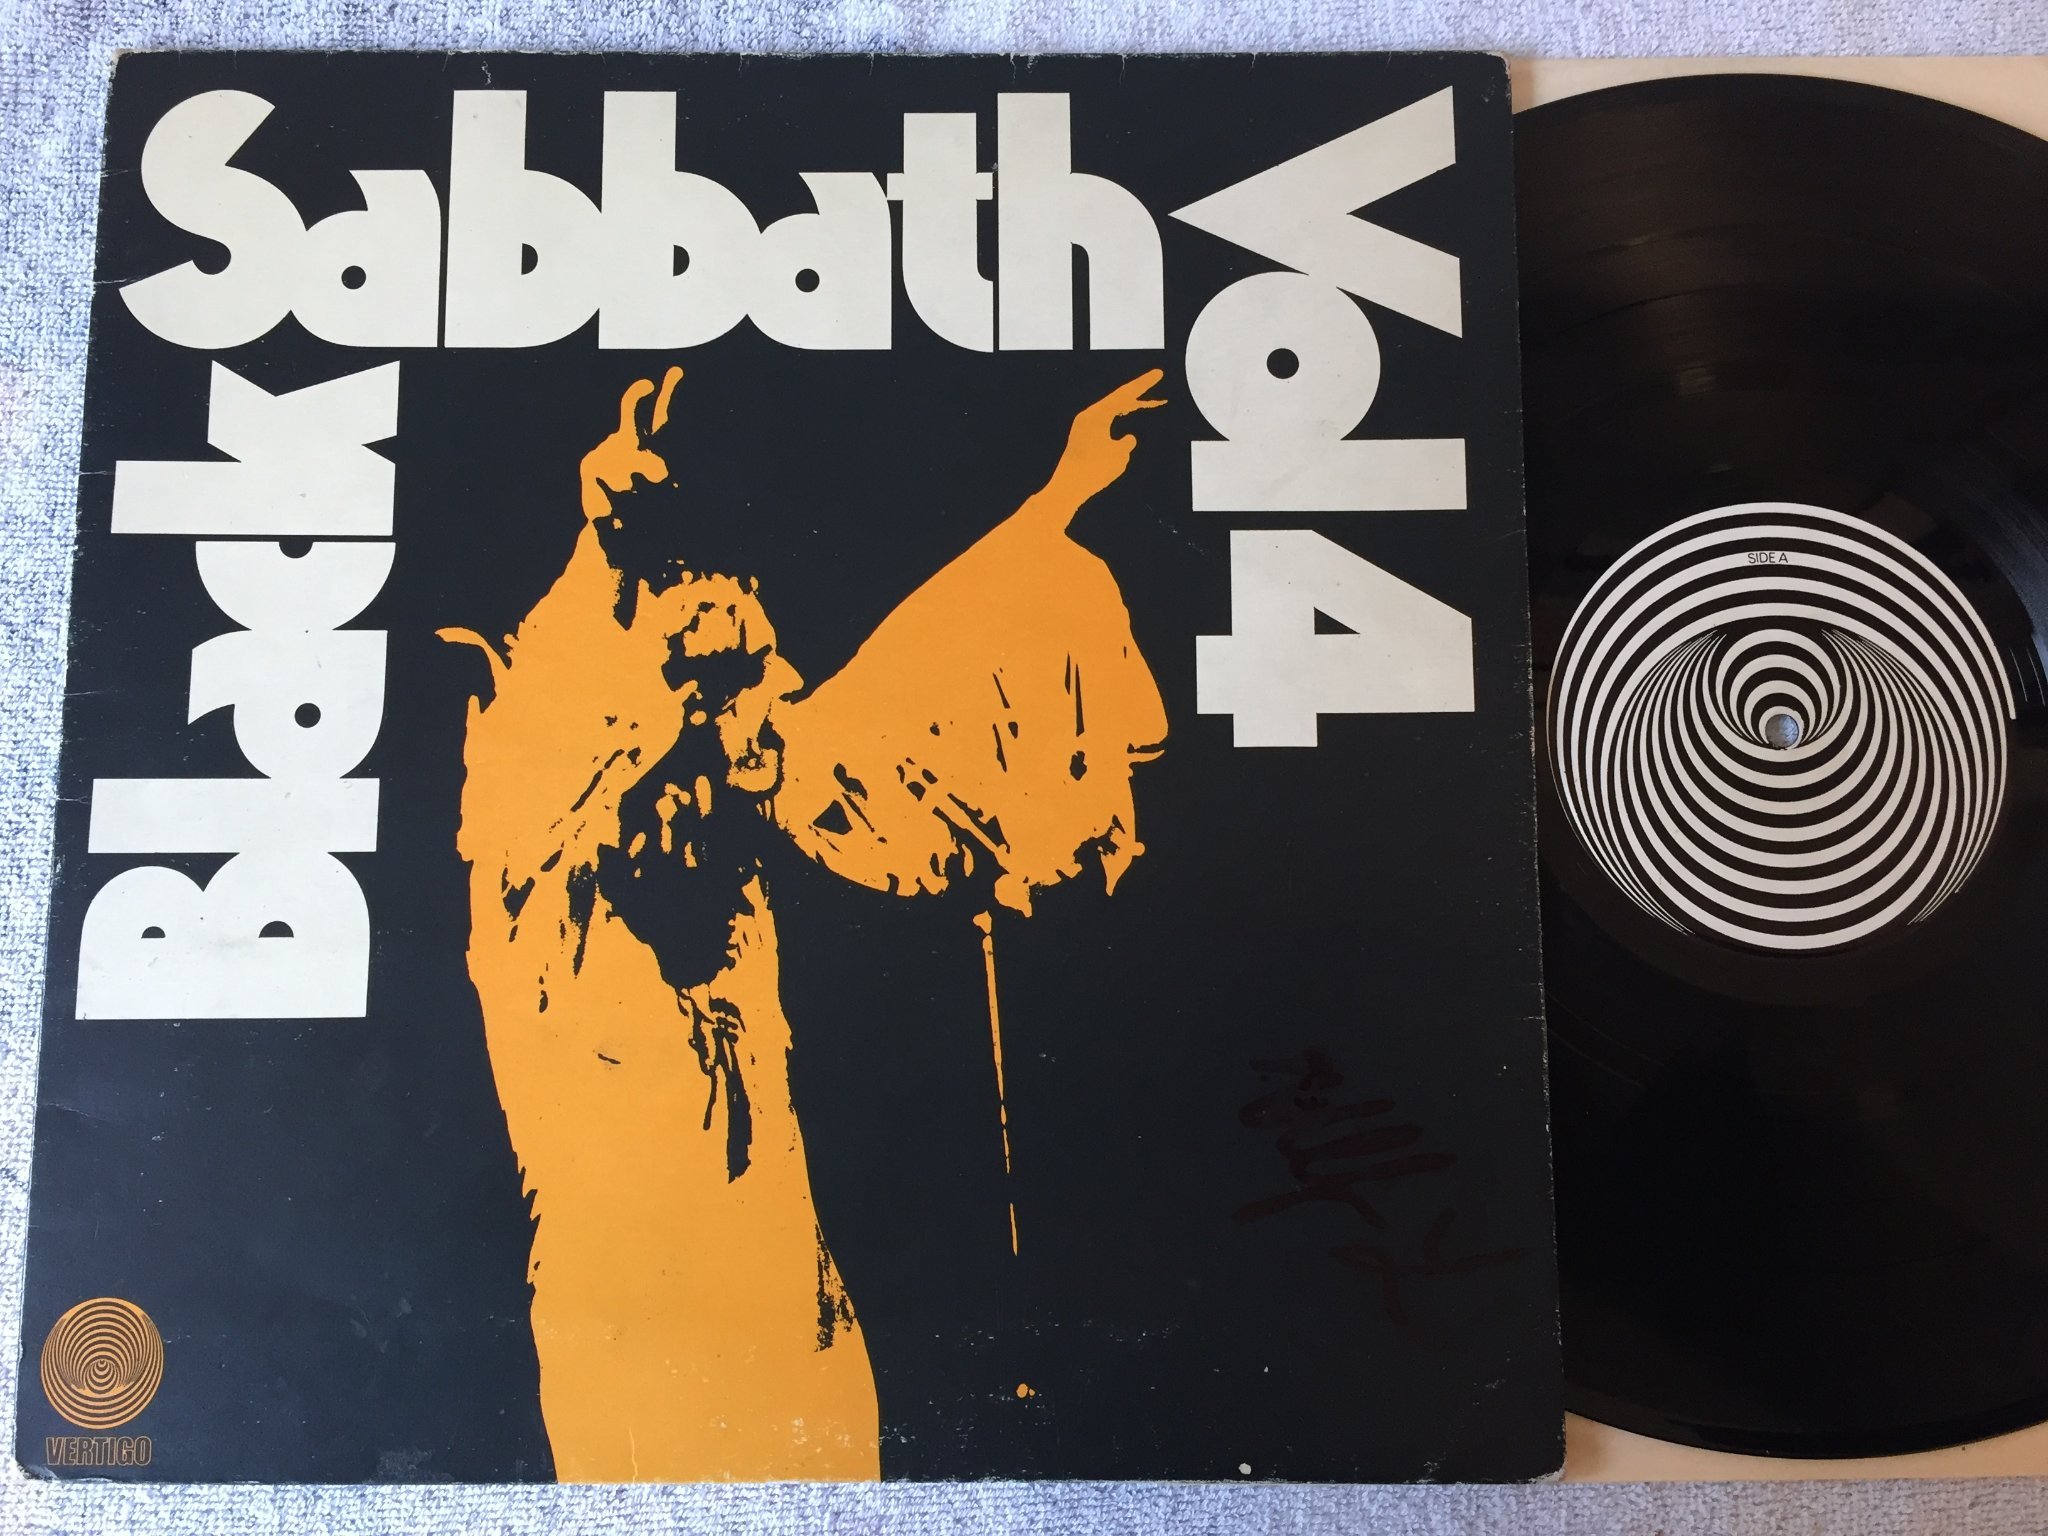 Black
Sabbath
Vol 4
SIDE A
VERTIGO